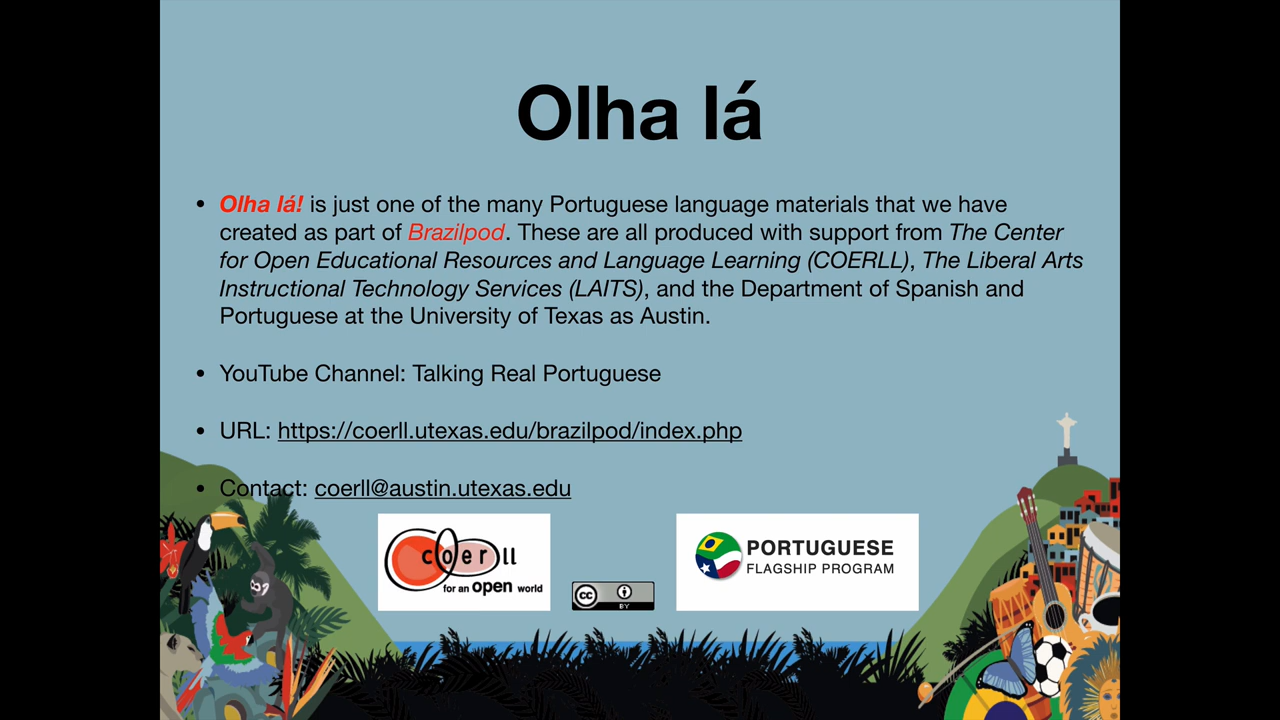 Olha lá
• Olha lá! is just one of the many Portuguese language materials that we have
created as part of Brazilpod. These are all produced with support from The Center
for Open Educational Resources and Language Learning (COERLL), The Liberal Arts
Instructional Technology Services (LAITS), and the Department of Spanish and
Portuguese at the University of Texas as Austin.
• YouTube Channel: Talking Real Portuguese
• URL: https://coerll.utexas.edu/brazilpod/index.php
• Contact: coerll@austin.utexas.edu
coerll
for an open world
cc
BY
PORTUGUESE
FLAGSHIP PROGRAM